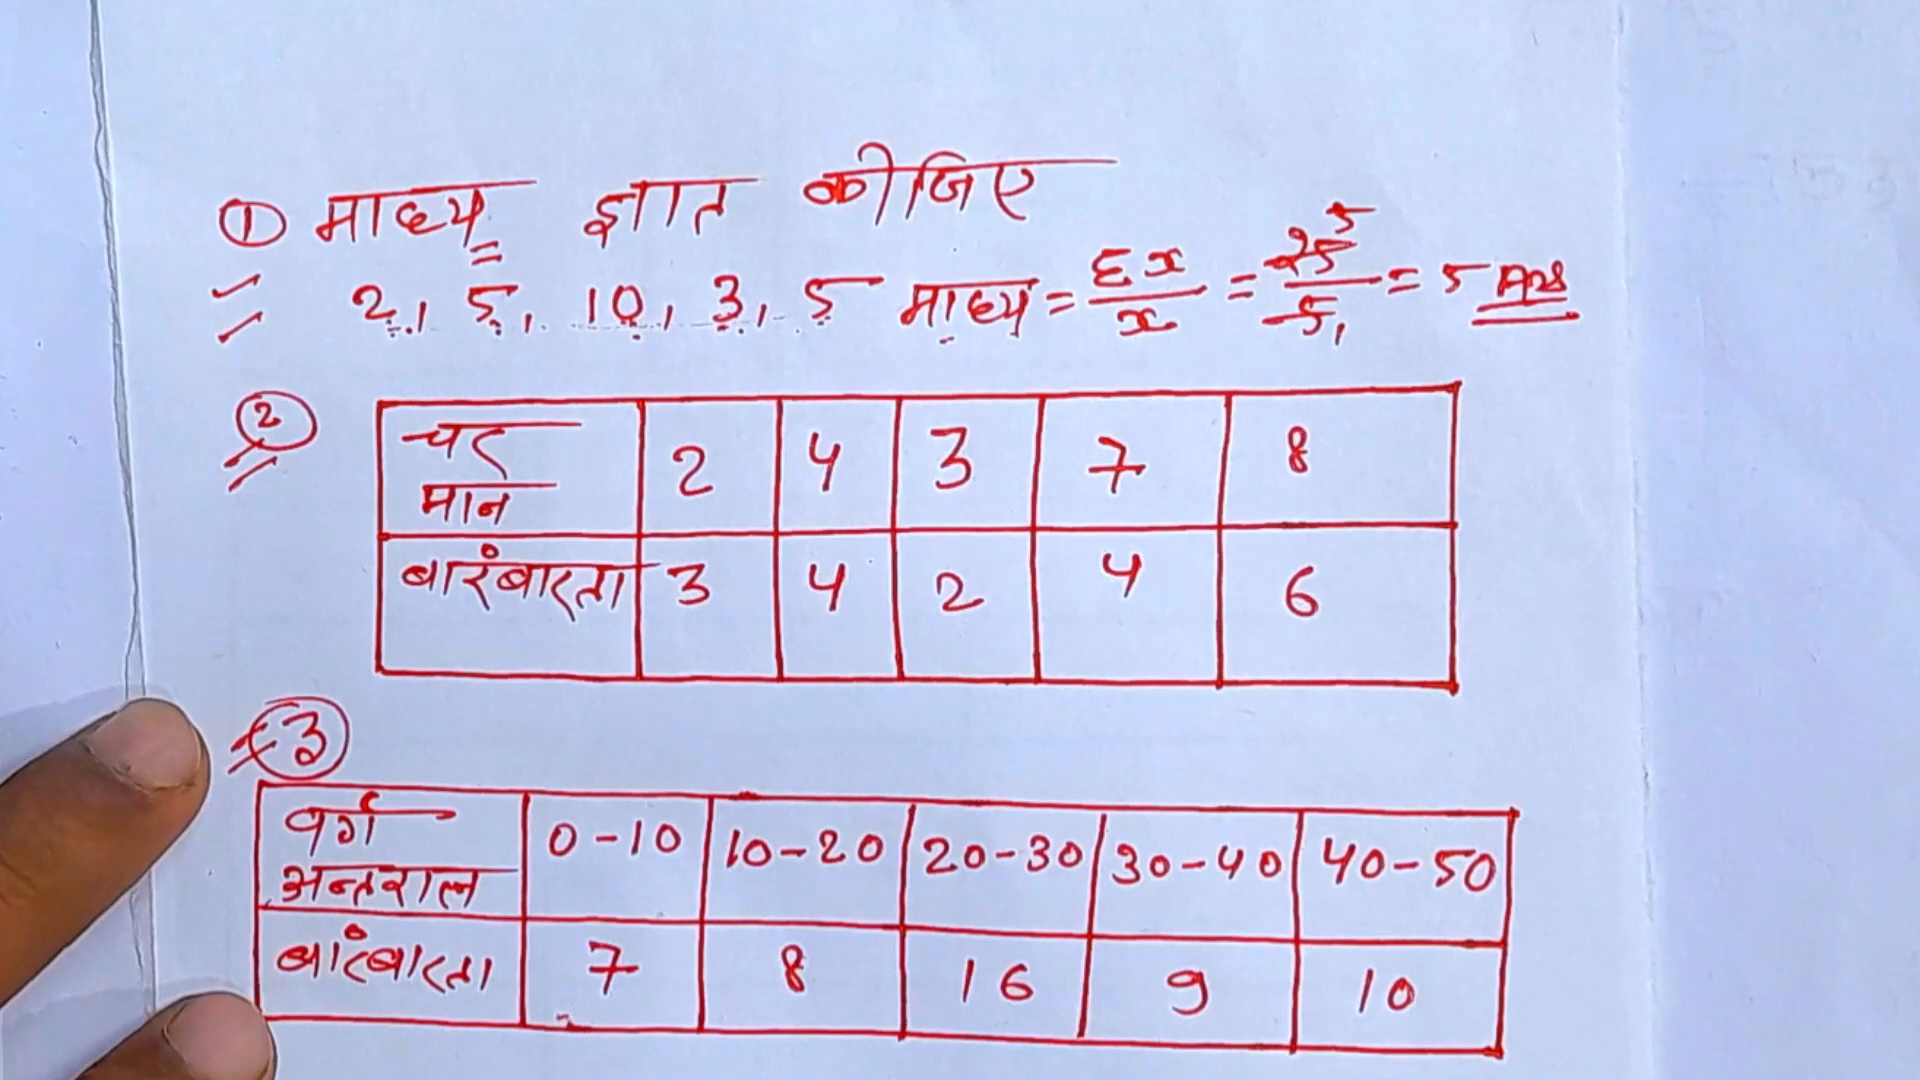 ① माध्य ज्ञात कीजिए
2, 5, 10, 3, 5 माध्य = Σx/x = 25/5 = 5 Ans
②
चर मान 2 4 3 7 8
बारंबारता 3 4 2 4 6
③
वर्ग अन्तराल 0-10 10-20 20-30 30-40 40-50
बारंबारता 7 8 16 9 10